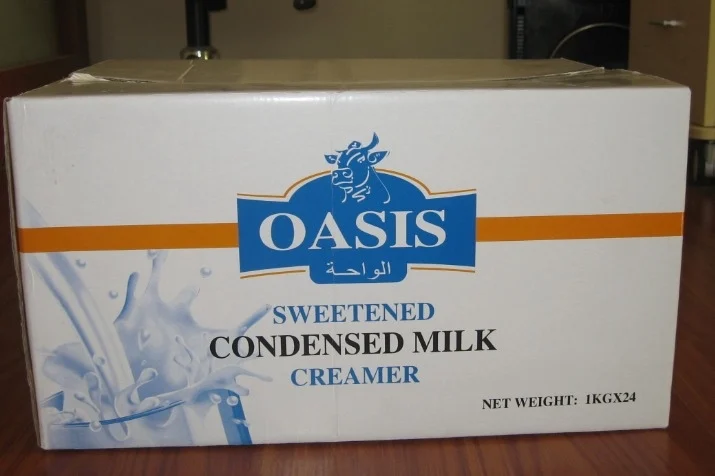 OASIS
الواحة
SWEETENED
CONDENSED MILK
CREAMER
NET WEIGHT: 1KGX24